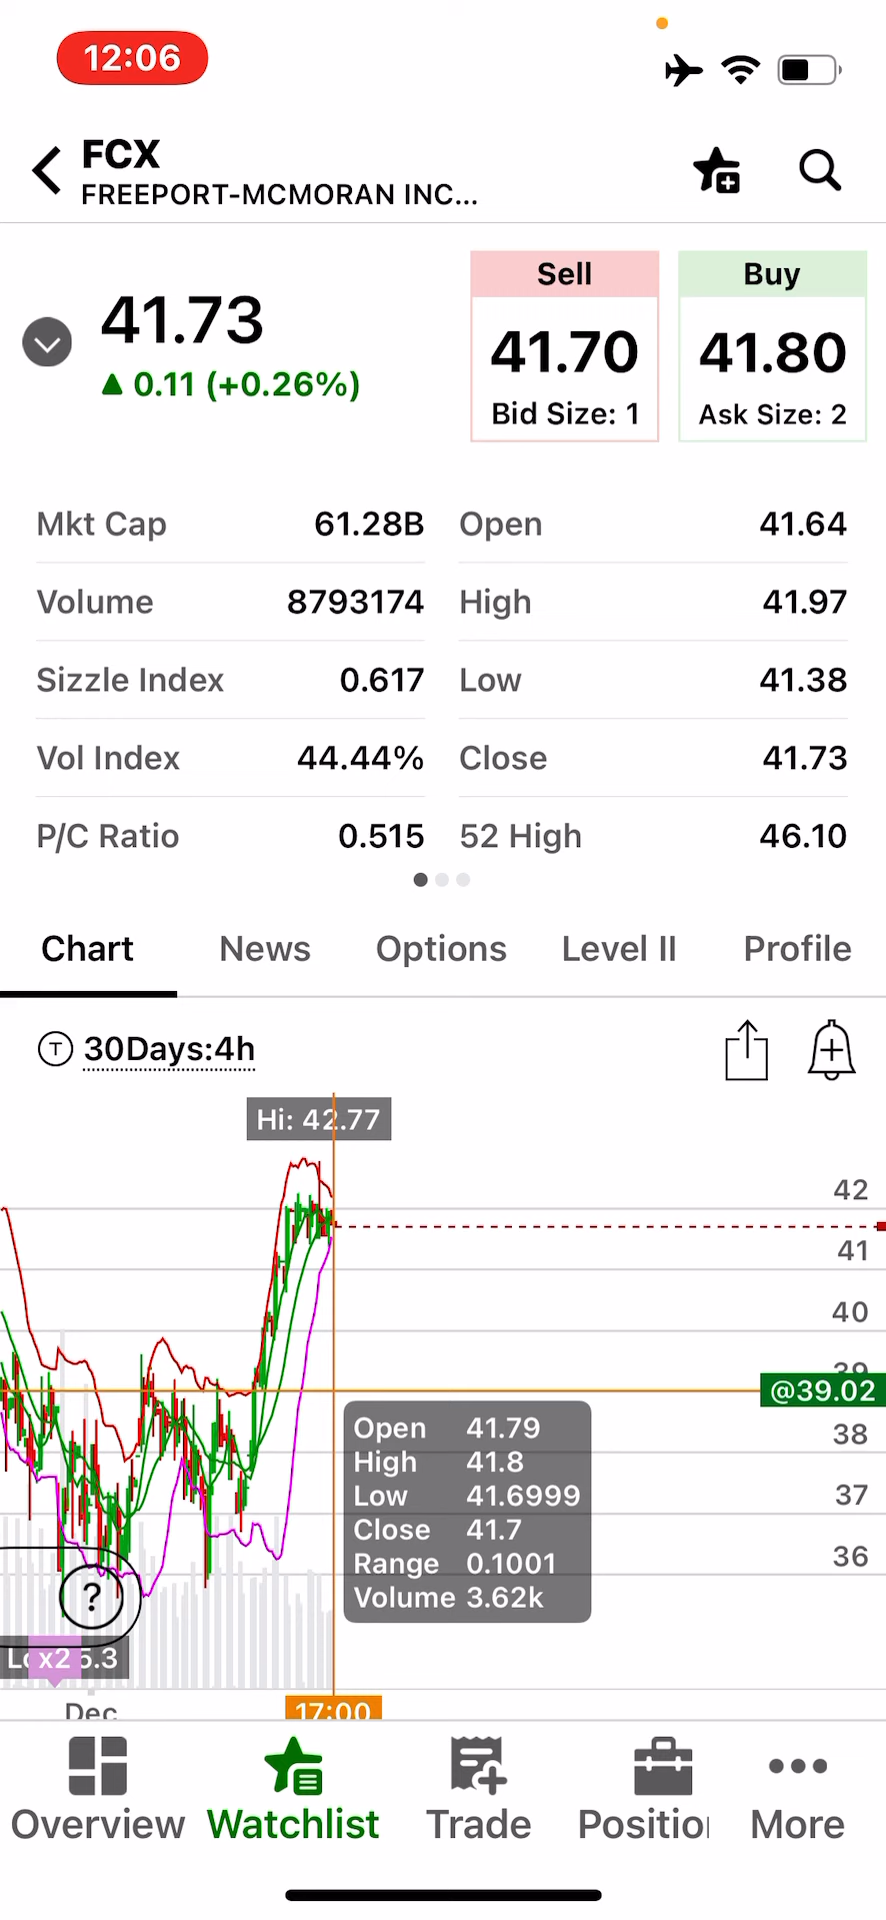 12:06
FCX
FREEPORT-MCMORAN INC...
41.73
▲ 0.11 (+0.26%)
Sell
41.70
Bid Size: 1
Buy
41.80
Ask Size: 2
Mkt Cap 61.28B Open 41.64
Volume 8793174 High 41.97
Sizzle Index 0.617 Low 41.38
Vol Index 44.44% Close 41.73
P/C Ratio 0.515 52 High 46.10
Chart News Options Level II Profile
T 30Days:4h
Hi: 42.77
42
41
40
39
@39.02
38
37
36
Open 41.79
High 41.8
Low 41.6999
Close 41.7
Range 0.1001
Volume 3.62k
?
x2 5.3
Dec 17:00
Overview Watchlist Trade Positio More